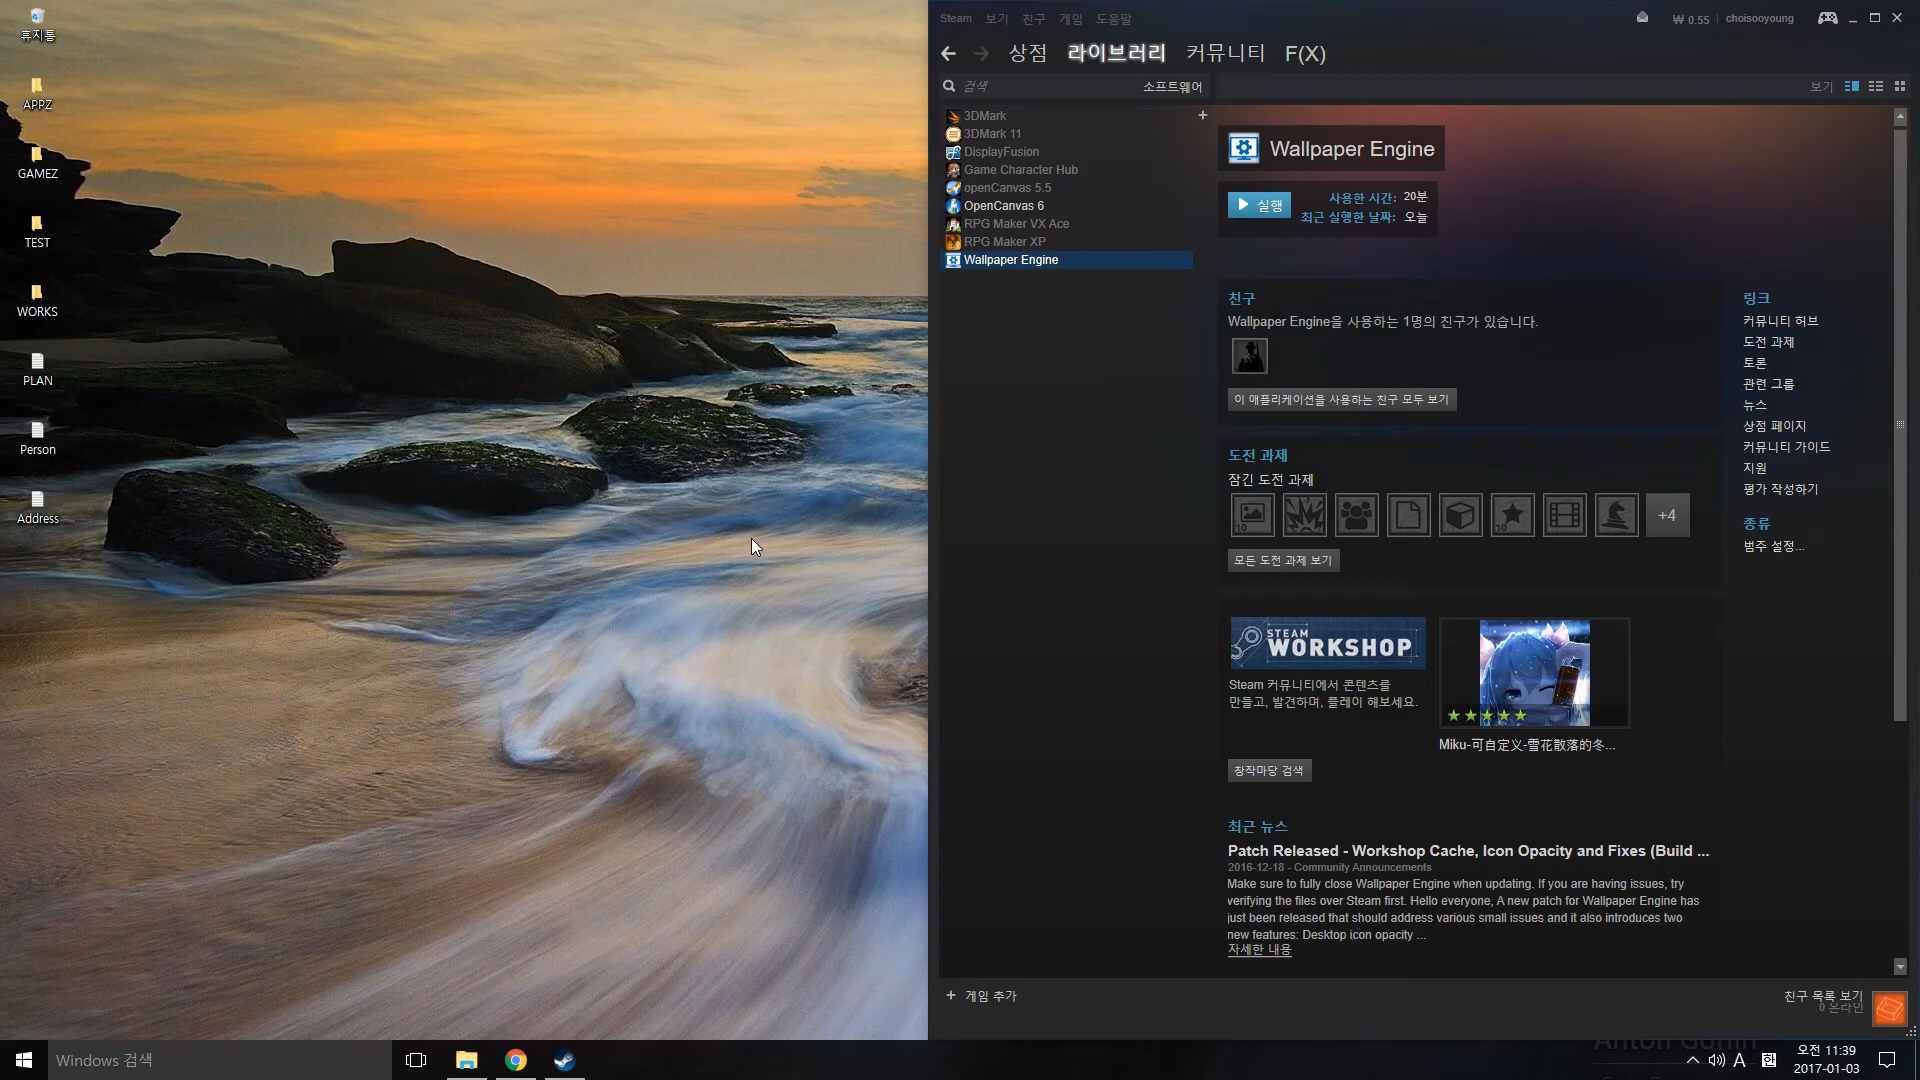 휴지통
APPZ
GAMEZ
TEST
WORKS
PLAN
Person
Address
Steam 보기 친구 게임 도움말
₩ 0.55 choisooyoung
상점 라이브러리 커뮤니티 F(X)
검색 소프트웨어
보기
3DMark
3DMark 11
DisplayFusion
Game Character Hub
openCanvas 5.5
OpenCanvas 6
RPG Maker VX Ace
RPG Maker XP
Wallpaper Engine
+
Wallpaper Engine
실행
사용한 시간: 20분
최근 실행한 날짜: 오늘
친구
Wallpaper Engine을 사용하는 1명의 친구가 있습니다.
이 애플리케이션을 사용하는 친구 모두 보기
도전 과제
잠긴 도전 과제
10
10
+4
모든 도전 과제 보기
STEAM
WORKSHOP
Steam 커뮤니티에서 콘텐츠를
만들고, 발견하며, 플레이 해보세요.
Miku-可自定义-雪花散落的冬...
창작마당 검색
최근 뉴스
Patch Released - Workshop Cache, Icon Opacity and Fixes (Build ...
2016-12-18 - Community Announcements
Make sure to fully close Wallpaper Engine when updating. If you are having issues, try
verifying the files over Steam first. Hello everyone, A new patch for Wallpaper Engine has
just been released that should address various small issues and it also introduces two
new features: Desktop icon opacity ...
자세한 내용
링크
커뮤니티 허브
도전 과제
토론
관련 그룹
뉴스
상점 페이지
커뮤니티 가이드
지원
평가 작성하기
종류
범주 설정...
+ 게임 추가
친구 목록 보기
0 온라인
Windows 검색
A 한
오전 11:39
2017-01-03